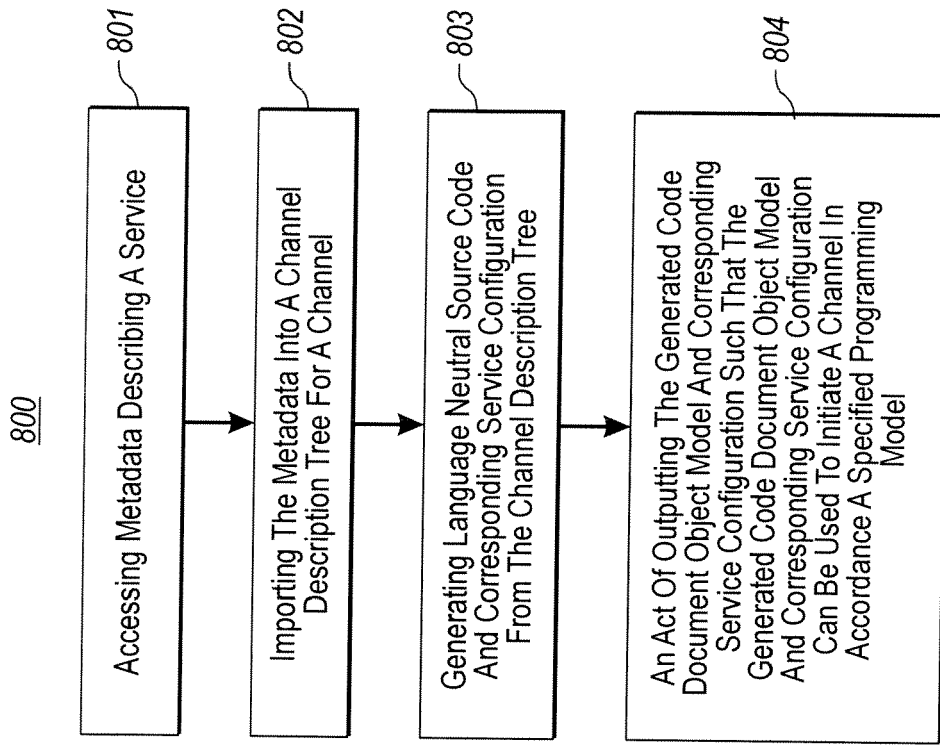 800
Accessing Metadata Describing A Service
801
Importing The Metadata Into A Channel
Description Tree For A Channel
802
Generating Language Neutral Source Code
And Corresponding Service Configuration
From The Channel Description Tree
803
An Act Of Outputting The Generated Code
Document Object Model And Corresponding
Service Configuration Such That The
Generated Code Document Object Model
And Corresponding Service Configuration
Can Be Used To Initiate A Channel In
Accordance A Specified Programming
Model
804